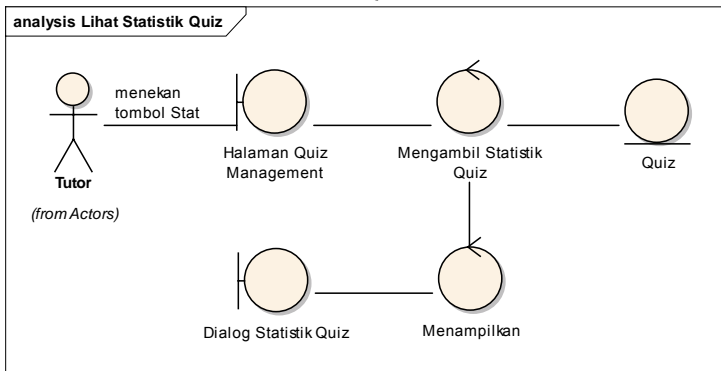 analysis Lihat Statistik Quiz
menekan
tombol Stat
Tutor
(from Actors)
Halaman Quiz
Management
Mengambil Statistik
Quiz
Quiz
Dialog Statistik Quiz
Menampilkan